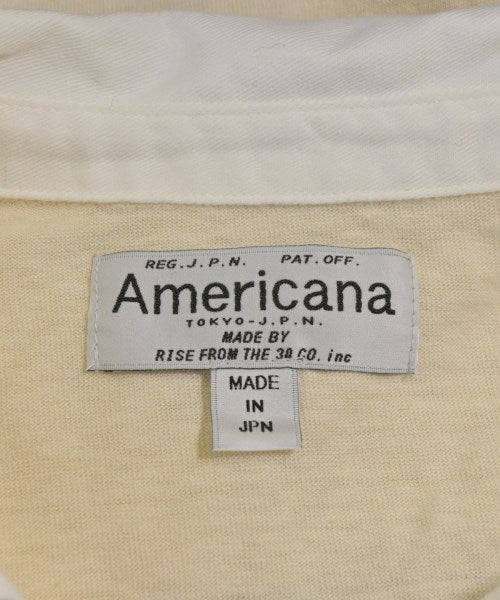 REG.J.P.N. PAT.OFF.
Americana
TOKYO-J.P.N.
MADE BY
RISE FROM THE 30 CO. inc
MADE
IN
JPN